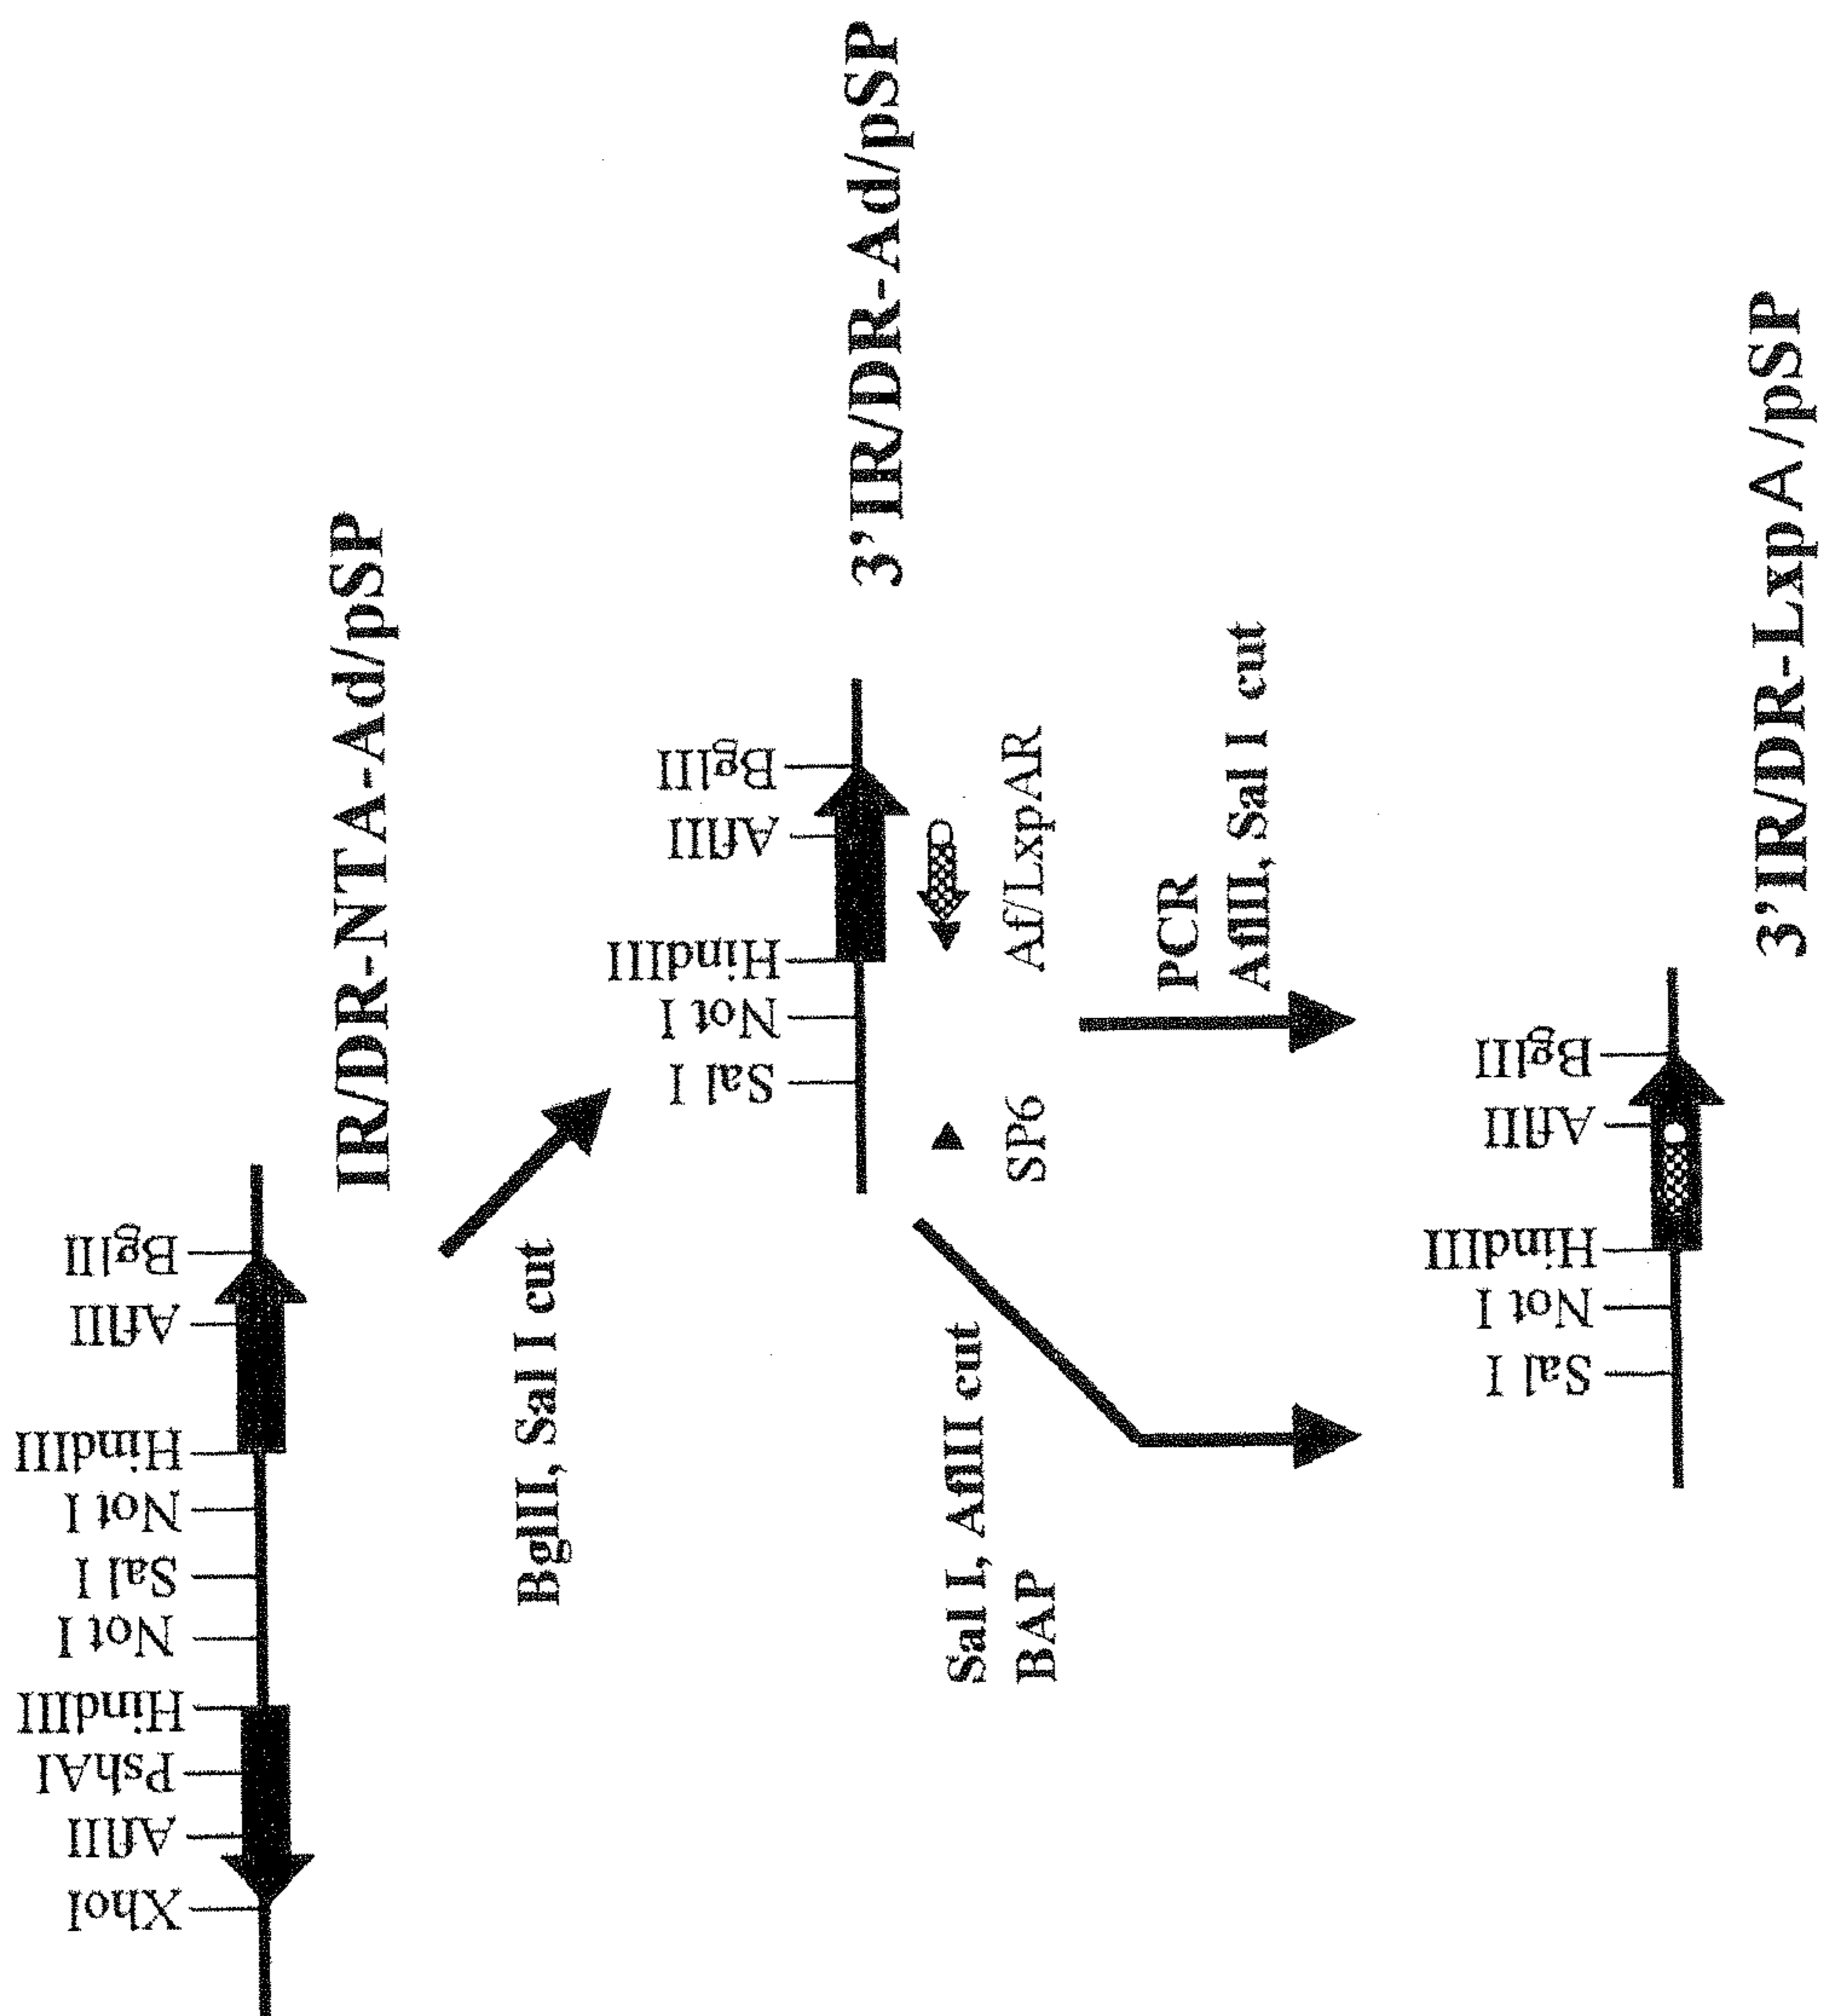 XhoI
AflII
PshAI
HindIII
Not I
Sal I
Not I
HindIII
AflII
BglII
IR/DR-NTA-Ad/pSP
BglII, Sal I cut
Sal I
Not I
HindIII
AflII
BglII
3’IR/DR-Ad/pSP
SP6
Af/LxpAR
Sal I, AflII cut
BAP
PCR
AflII, Sal I cut
Sal I
Not I
HindIII
AflII
BglII
3’IR/DR-LxpA/pSP